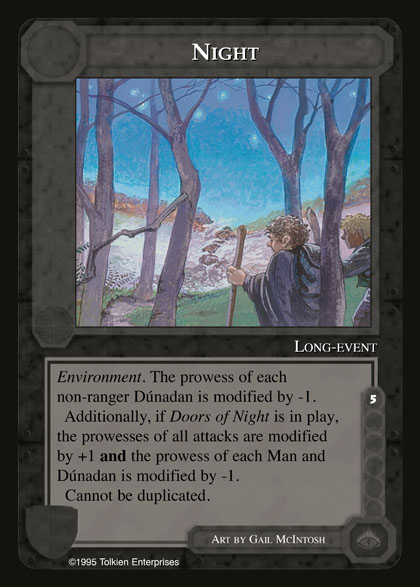 Night
Long-event
Environment. The prowess of each
non-ranger Dúnadan is modified by -1.
Additionally, if Doors of Night is in play,
the prowesses of all attacks are modified
by +1 and the prowess of each Man and
Dúnadan is modified by -1.
Cannot be duplicated.
5
Art by Gail McIntosh
©1995 Tolkien Enterprises